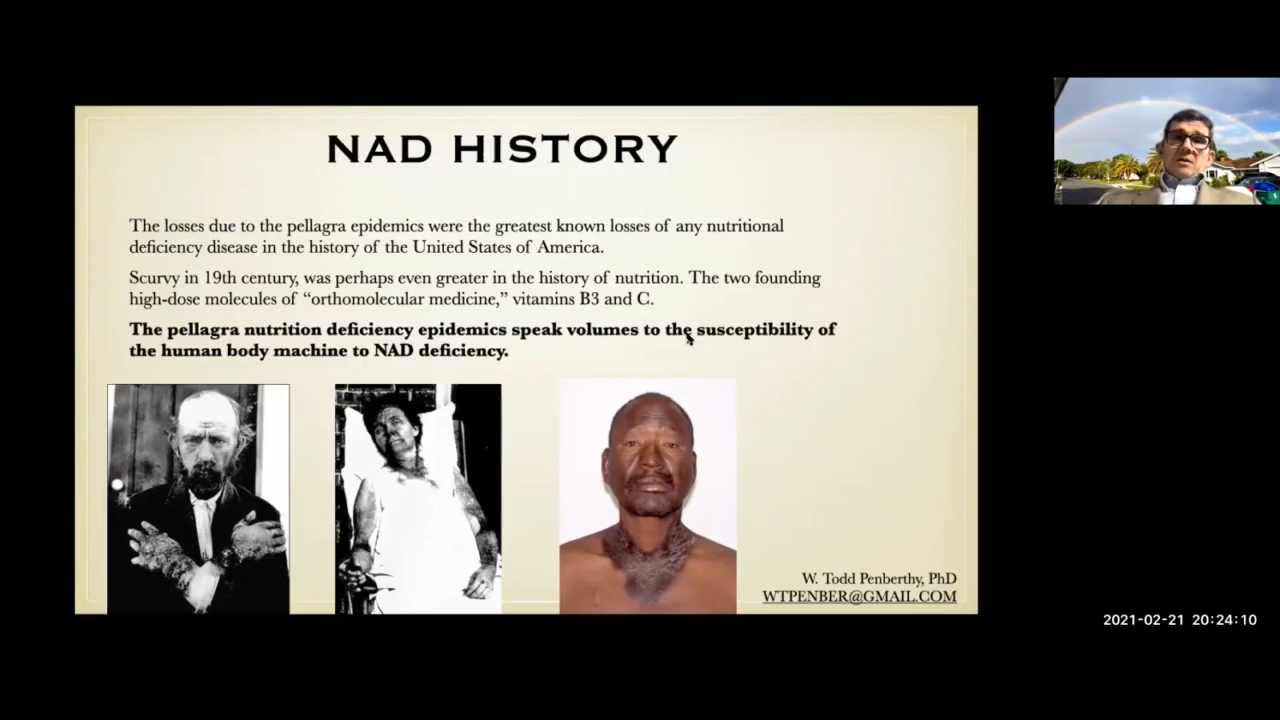 NAD HISTORY
The losses due to the pellagra epidemics were the greatest known losses of any nutritional
deficiency disease in the history of the United States of America.
Scurvy in 19th century, was perhaps even greater in the history of nutrition. The two founding
high-dose molecules of “orthomolecular medicine,” vitamins B3 and C.
The pellagra nutrition deficiency epidemics speak volumes to the susceptibility of
the human body machine to NAD deficiency.
W. Todd Penberthy, PhD
WTPENBER@GMAIL.COM
2021-02-21 20:24:10